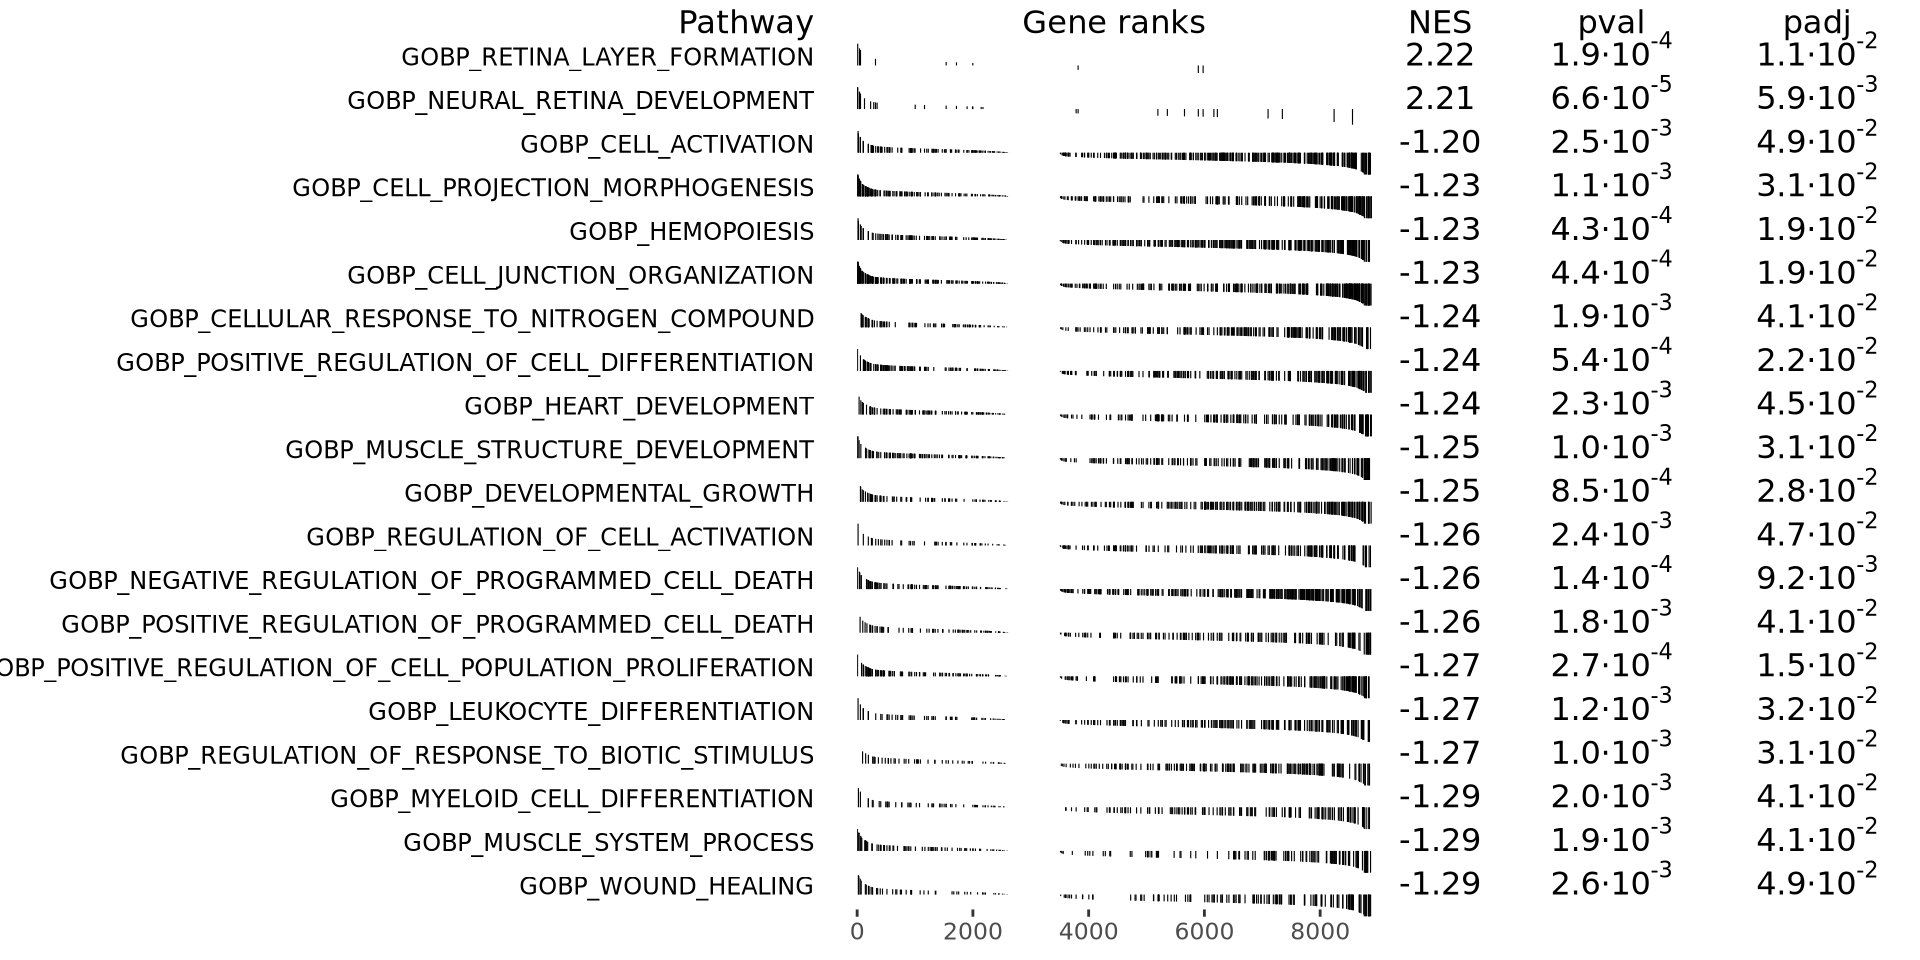 Pathway Gene ranks NES pval padj
GOBP_RETINA_LAYER_FORMATION 2.22 1.9·10⁻⁴ 1.1·10⁻²
GOBP_NEURAL_RETINA_DEVELOPMENT 2.21 6.6·10⁻⁵ 5.9·10⁻³
GOBP_CELL_ACTIVATION -1.20 2.5·10⁻³ 4.9·10⁻²
GOBP_CELL_PROJECTION_MORPHOGENESIS -1.23 1.1·10⁻³ 3.1·10⁻²
GOBP_HEMOPOIESIS -1.23 4.3·10⁻⁴ 1.9·10⁻²
GOBP_CELL_JUNCTION_ORGANIZATION -1.23 4.4·10⁻⁴ 1.9·10⁻²
GOBP_CELLULAR_RESPONSE_TO_NITROGEN_COMPOUND -1.24 1.9·10⁻³ 4.1·10⁻²
GOBP_POSITIVE_REGULATION_OF_CELL_DIFFERENTIATION -1.24 5.4·10⁻⁴ 2.2·10⁻²
GOBP_HEART_DEVELOPMENT -1.24 2.3·10⁻³ 4.5·10⁻²
GOBP_MUSCLE_STRUCTURE_DEVELOPMENT -1.25 1.0·10⁻³ 3.1·10⁻²
GOBP_DEVELOPMENTAL_GROWTH -1.25 8.5·10⁻⁴ 2.8·10⁻²
GOBP_REGULATION_OF_CELL_ACTIVATION -1.26 2.4·10⁻³ 4.7·10⁻²
GOBP_NEGATIVE_REGULATION_OF_PROGRAMMED_CELL_DEATH -1.26 1.4·10⁻⁴ 9.2·10⁻³
GOBP_POSITIVE_REGULATION_OF_PROGRAMMED_CELL_DEATH -1.26 1.8·10⁻³ 4.1·10⁻²
OBP_POSITIVE_REGULATION_OF_CELL_POPULATION_PROLIFERATION -1.27 2.7·10⁻⁴ 1.5·10⁻²
GOBP_LEUKOCYTE_DIFFERENTIATION -1.27 1.2·10⁻³ 3.2·10⁻²
GOBP_REGULATION_OF_RESPONSE_TO_BIOTIC_STIMULUS -1.27 1.0·10⁻³ 3.1·10⁻²
GOBP_MYELOID_CELL_DIFFERENTIATION -1.29 2.0·10⁻³ 4.1·10⁻²
GOBP_MUSCLE_SYSTEM_PROCESS -1.29 1.9·10⁻³ 4.1·10⁻²
GOBP_WOUND_HEALING -1.29 2.6·10⁻³ 4.9·10⁻²
0 2000 4000 6000 8000